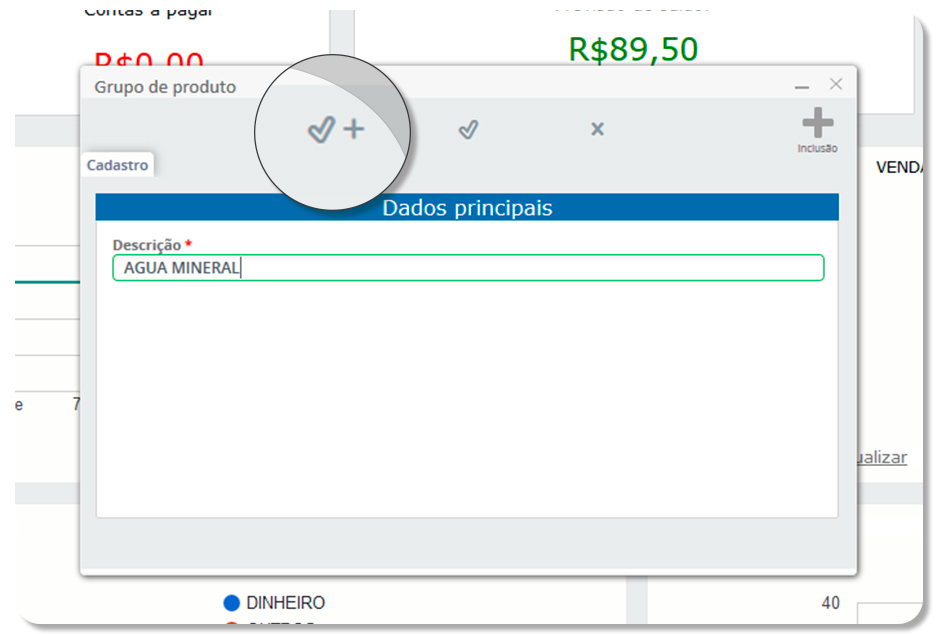 Contas a pagar
R$0,00
R$89,50
Grupo de produto
Inclusão
Cadastro
VENDA
Dados principais
Descrição *
AGUA MINERAL
e 7
ualizar
DINHEIRO
40